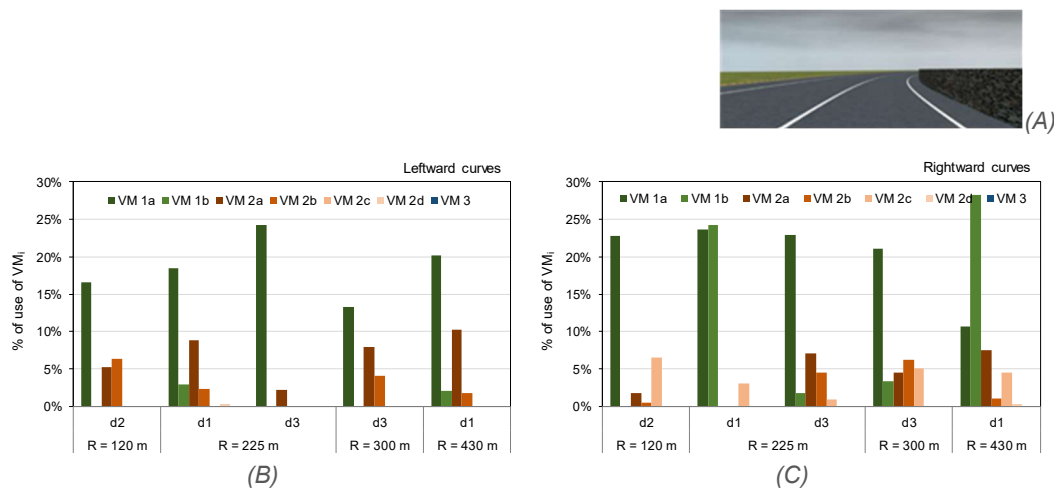 (A)
Leftward curves
30%
VM 1a VM 1b VM 2a VM 2b VM 2c VM 2d VM 3
25%
20%
15%
10%
5%
0%
% of use of VMi
d2 d1 d3 d3 d1
R = 120 m R = 225 m R = 300 m R = 430 m
(B)
Rightward curves
30%
VM 1a VM 1b VM 2a VM 2b VM 2c VM 2d VM 3
25%
20%
15%
10%
5%
0%
% of use of VMi
d2 d1 d3 d3 d1
R = 120 m R = 225 m R = 300 m R = 430 m
(C)